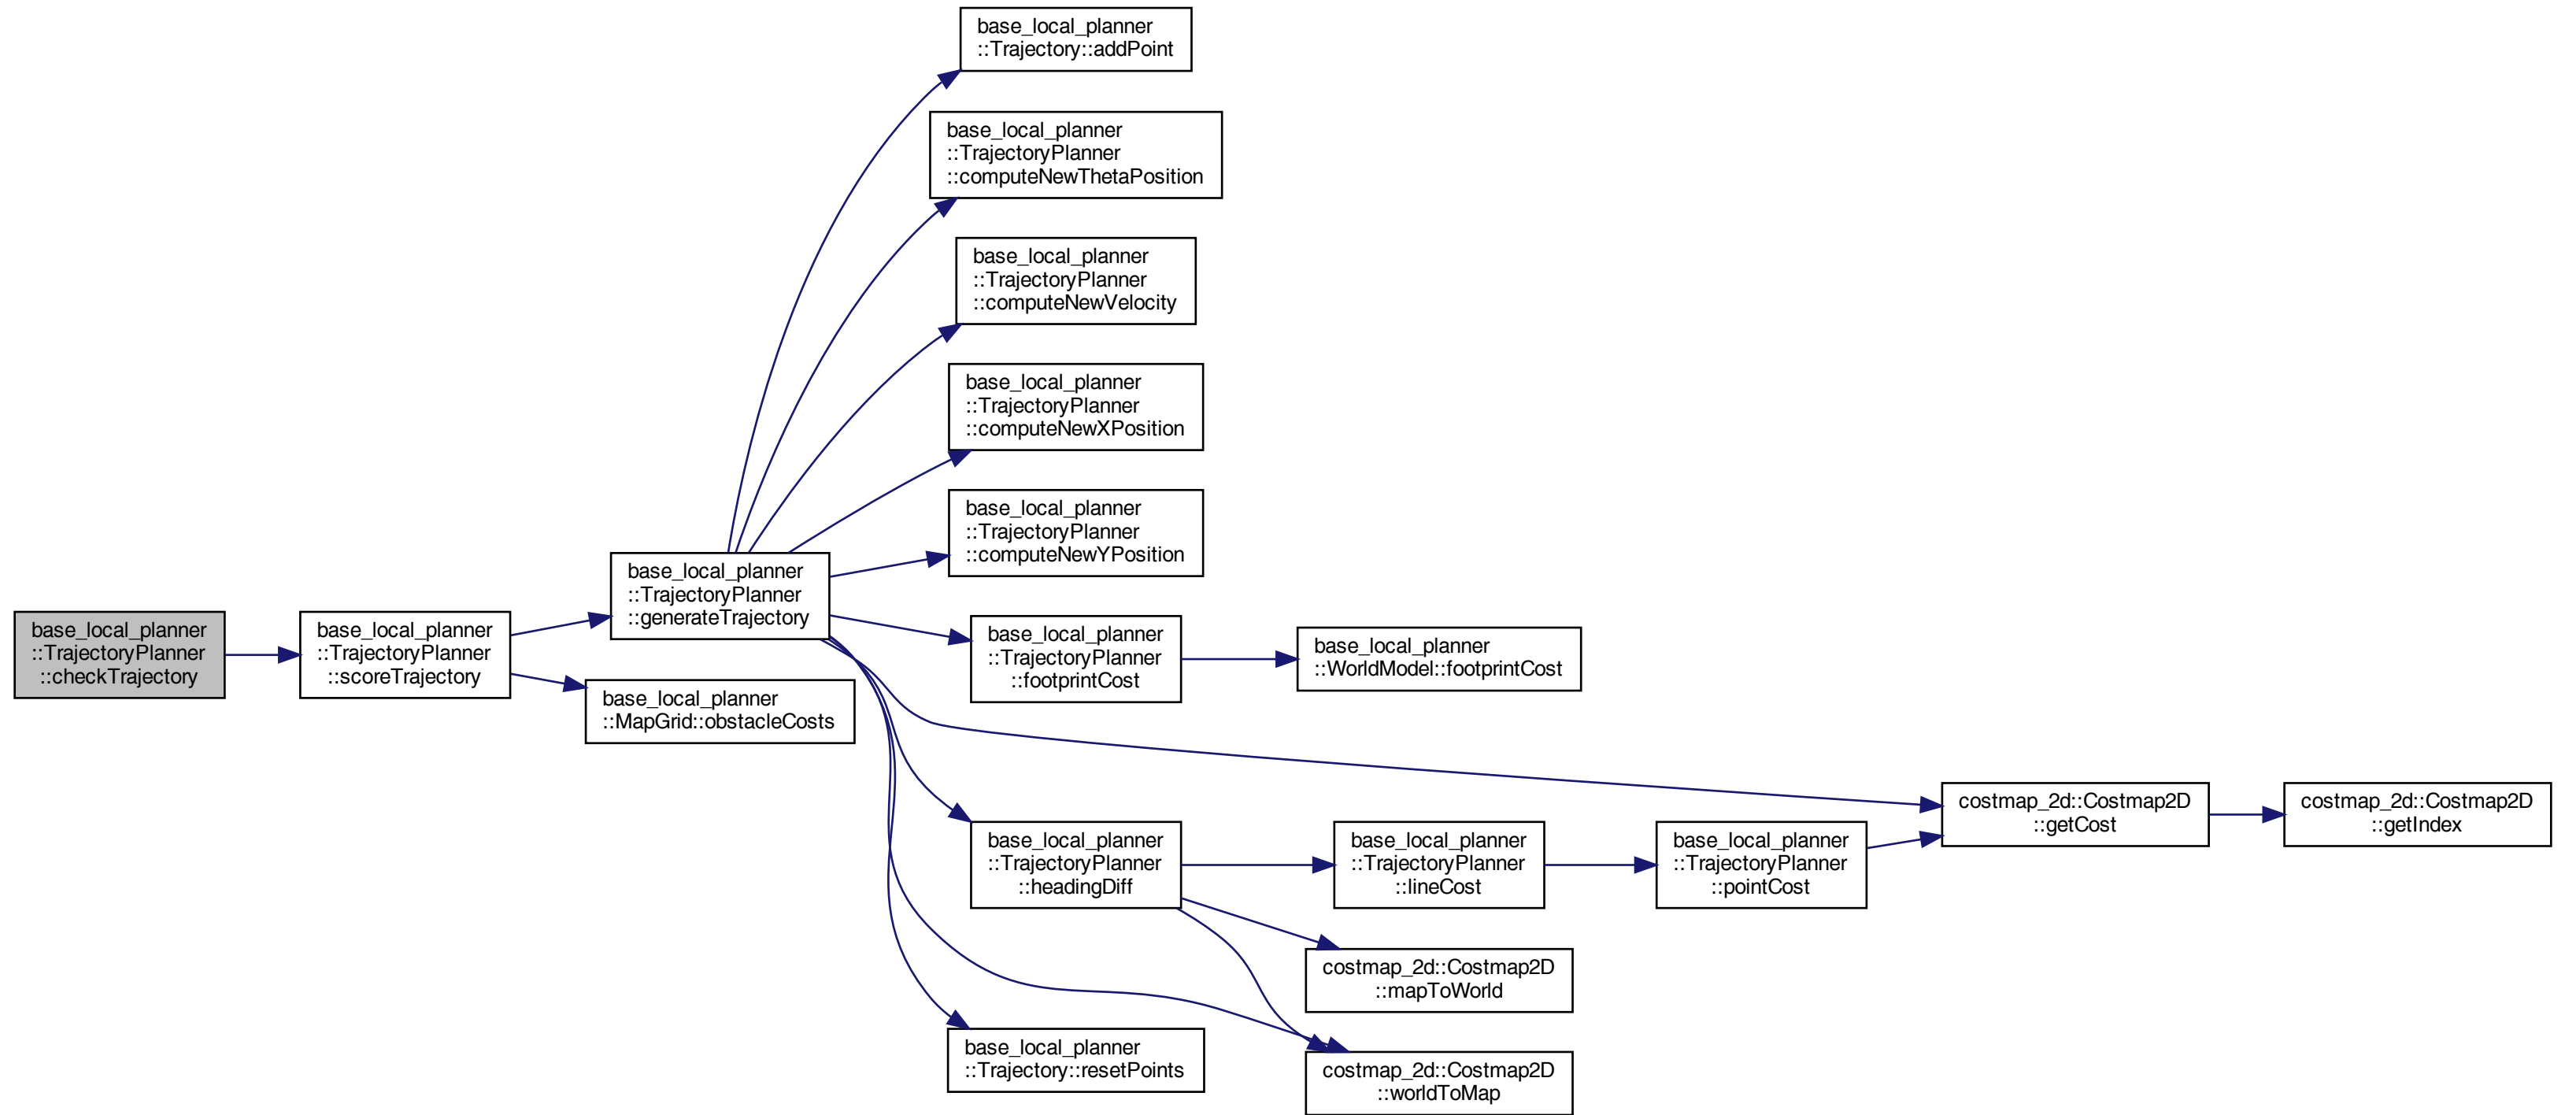 base_local_planner
::Trajectory::addPoint
base_local_planner
::TrajectoryPlanner
::computeNewThetaPosition
base_local_planner
::TrajectoryPlanner
::computeNewVelocity
base_local_planner
::TrajectoryPlanner
::computeNewXPosition
base_local_planner
::TrajectoryPlanner
::computeNewYPosition
base_local_planner
::TrajectoryPlanner
::checkTrajectory
base_local_planner
::TrajectoryPlanner
::scoreTrajectory
base_local_planner
::TrajectoryPlanner
::generateTrajectory
base_local_planner
::MapGrid::obstacleCosts
base_local_planner
::TrajectoryPlanner
::footprintCost
base_local_planner
::WorldModel::footprintCost
base_local_planner
::TrajectoryPlanner
::headingDiff
base_local_planner
::TrajectoryPlanner
::lineCost
base_local_planner
::TrajectoryPlanner
::pointCost
costmap_2d::Costmap2D
::getCost
costmap_2d::Costmap2D
::getIndex
costmap_2d::Costmap2D
::mapToWorld
base_local_planner
::Trajectory::resetPoints
costmap_2d::Costmap2D
::worldToMap